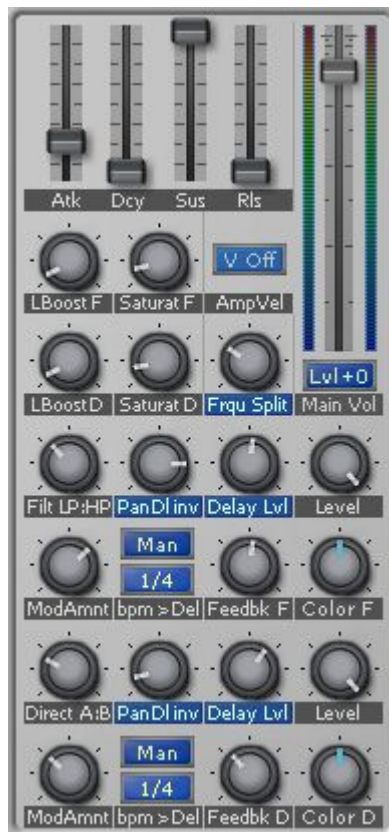 Atk Dcy Sus Rls
V Off
LBoost F Saturat F AmpVel
Lvl+0
LBoost D Saturat D Frqu Split Main Vol
Filt LP:HP PanDl inv Delay Lvl Level
Man
1/4
ModAmnt bpm>Del Feedbk F Color F
Direct A:B PanDl inv Delay Lvl Level
Man
1/4
ModAmnt bpm>Del Feedbk D Color D